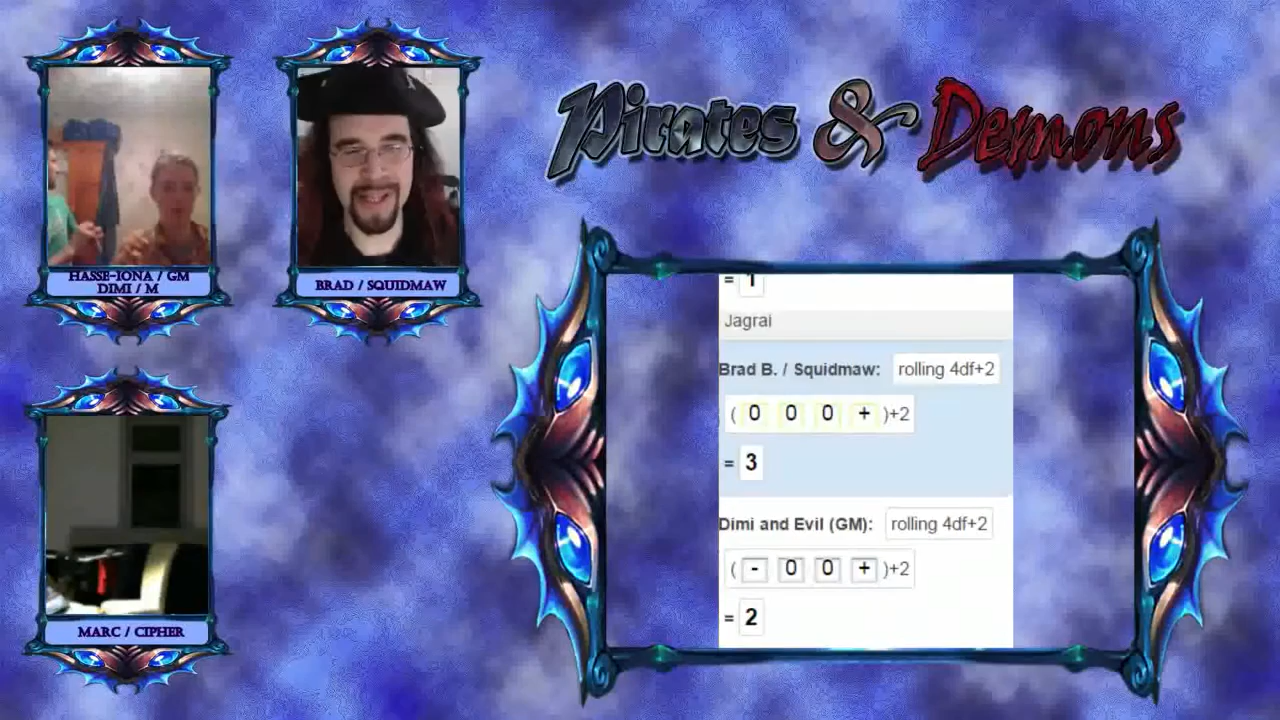 Pirates & Demons
HASSE-IONA / GM
DIMI / M
BRAD / SQUIDMAW
MARC / CIPHER
= 1
Jagrai
Brad B. / Squidmaw: rolling 4df+2
( 0 0 0 + )+2
= 3
Dimi and Evil (GM): rolling 4df+2
( - 0 0 + )+2
= 2